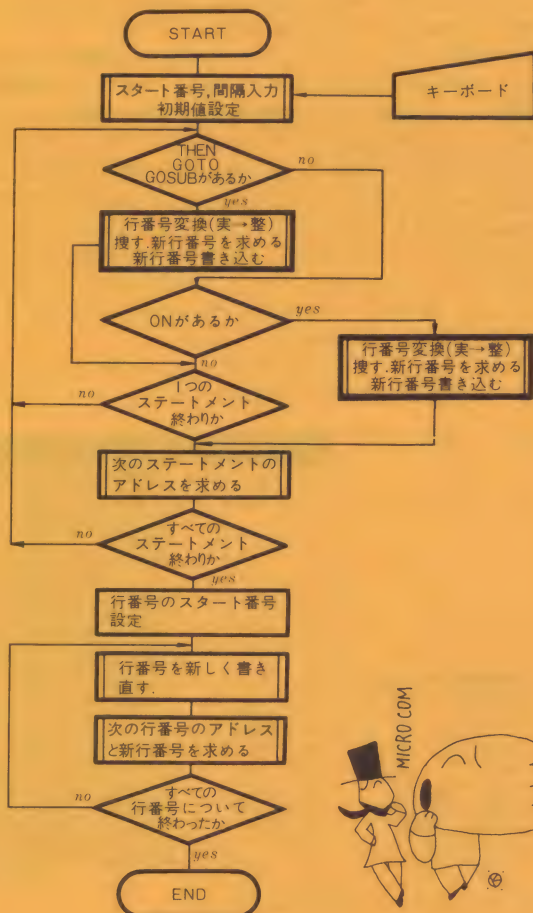 START
スタート番号,間隔入力
初期値設定
キーボード
THEN
GOTO
GOSUBがあるか
no
yes
行番号変換(実→整)
捜す.新行番号を求める
新行番号書き込む
ONがあるか
yes
no
行番号変換(実→整)
捜す.新行番号を求める
新行番号書き込む
1つの
ステートメント
終わりか
no
次のステートメントの
アドレスを求める
すべての
ステートメント
終わりか
no
yes
行番号のスタート番号
設定
行番号を新しく書き
直す.
次の行番号のアドレス
と新行番号を求める
すべての
行番号について
終わったか
no
yes
END
MICRO COM